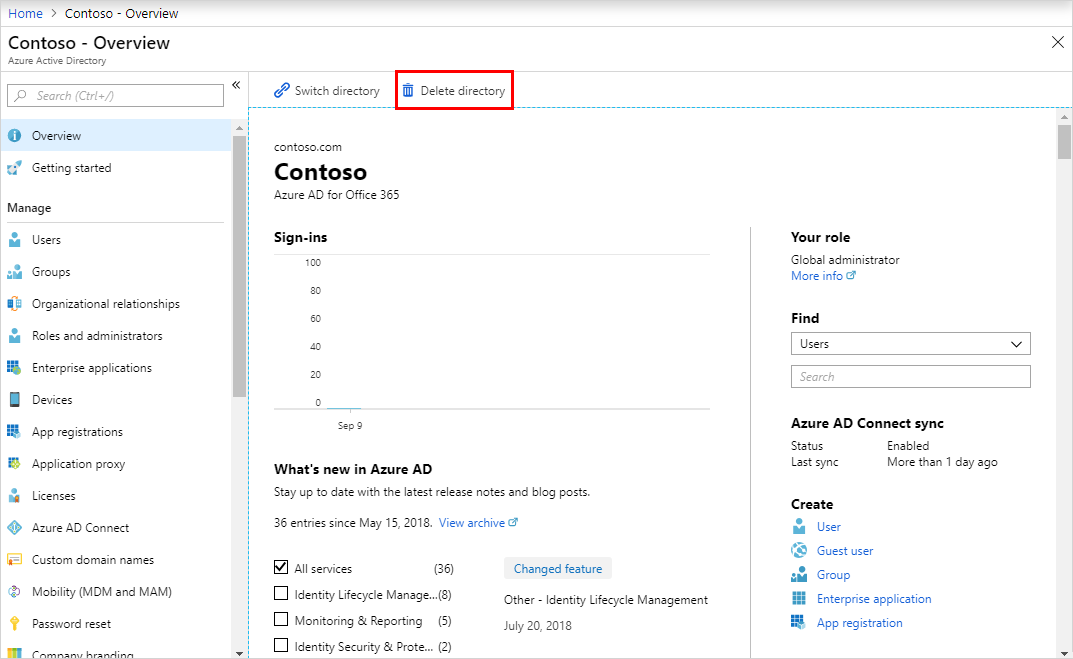 Home > Contoso - Overview
Contoso - Overview
Azure Active Directory
Search (Ctrl+/)
«
Overview
Getting started
Manage
Users
Groups
Organizational relationships
Roles and administrators
Enterprise applications
Devices
App registrations
Application proxy
Licenses
Azure AD Connect
Custom domain names
Mobility (MDM and MAM)
Password reset
Company branding
Switch directory
Delete directory
contoso.com
Contoso
Azure AD for Office 365
Sign-ins
100
80
60
40
20
0
Sep 9
What's new in Azure AD
Stay up to date with the latest release notes and blog posts.
36 entries since May 15, 2018. View archive
All services (36)
Identity Lifecycle Manage... (8)
Monitoring & Reporting (5)
Identity Security & Prote... (2)
Changed feature
Other - Identity Lifecycle Management
July 20, 2018
Your role
Global administrator
More info
Find
Users
Search
Azure AD Connect sync
Status Enabled
Last sync More than 1 day ago
Create
User
Guest user
Group
Enterprise application
App registration